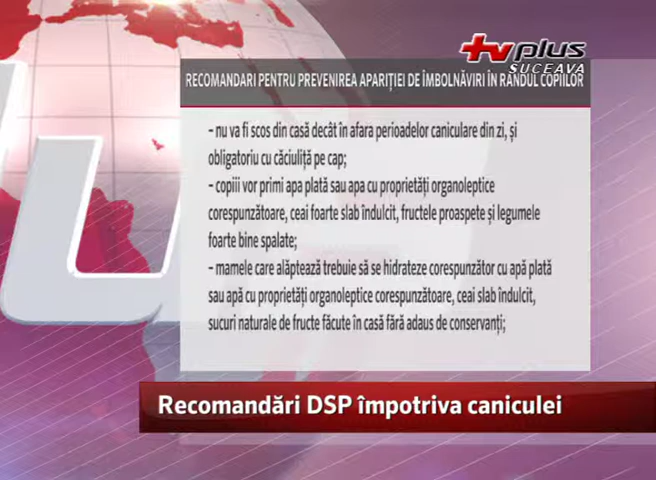 tvplus
SUCEAVA
RECOMANDARI PENTRU PREVENIREA APARIȚIEI DE ÎMBOLNĂVIRI ÎN RÂNDUL COPIILOR
- nu va fi scos din casă decât in afara perioadelor caniculare din zi, și
obligatoriu cu căciuliță pe cap;
- copiii vor primi apa plată sau apa cu proprietăți organoleptice
corespunzătoare, ceai foarte slab îndulcit, fructele proaspete și legumele
foarte bine spalate;
- mamele care alăptează trebuie să se hidrateze corespunzător cu apă plată
sau apă cu proprietăți organoleptice corespunzătoare, ceai slab îndulcit,
sucuri naturale de fructe făcute în casă fără adaus de conservanți;
Recomandări DSP împotriva caniculei